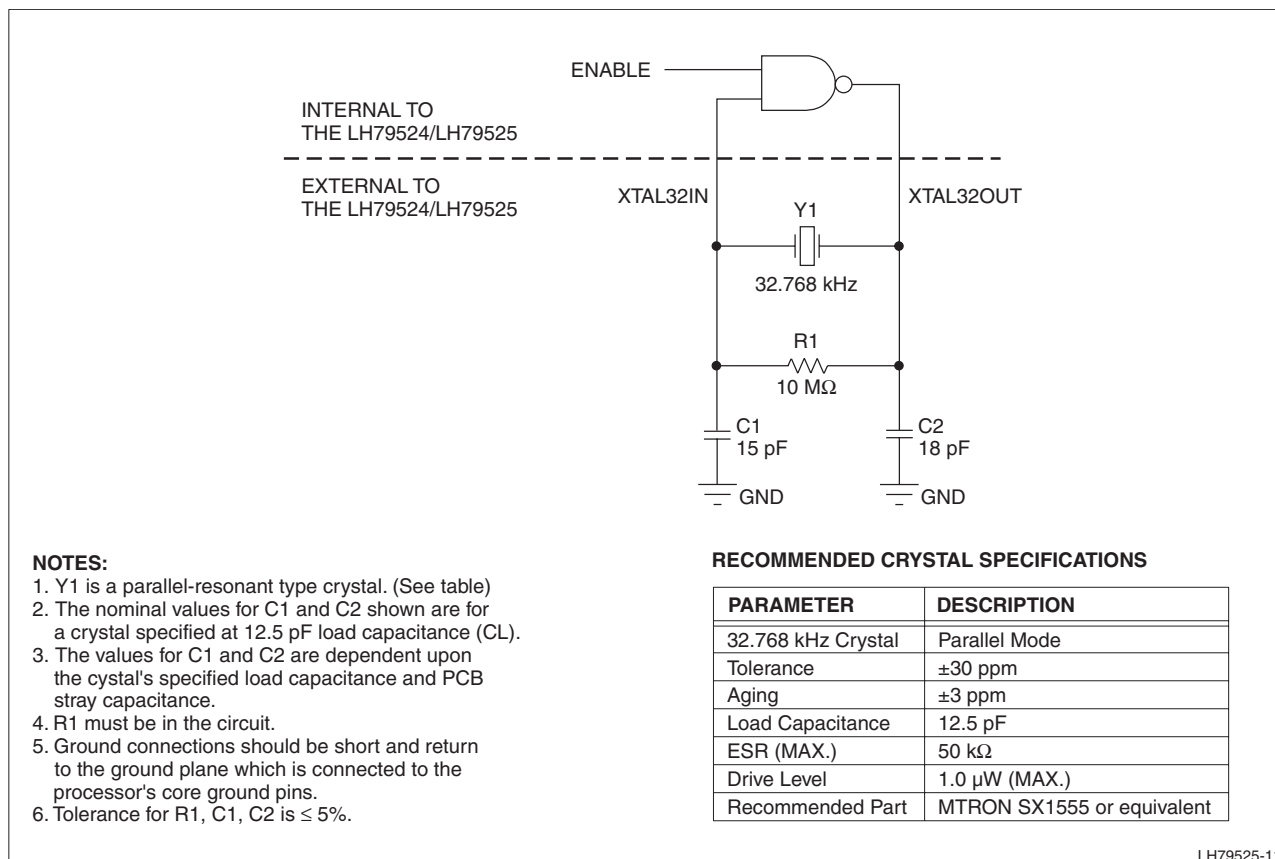 ENABLE
INTERNAL TO
THE LH79524/LH79525
EXTERNAL TO
THE LH79524/LH79525
XTAL32IN
XTAL32OUT
Y1
32.768 kHz
R1
10 MΩ
C1
15 pF
C2
18 pF
GND
GND
NOTES:
1. Y1 is a parallel-resonant type crystal. (See table)
2. The nominal values for C1 and C2 shown are for
a crystal specified at 12.5 pF load capacitance (CL).
3. The values for C1 and C2 are dependent upon
the cystal's specified load capacitance and PCB
stray capacitance.
4. R1 must be in the circuit.
5. Ground connections should be short and return
to the ground plane which is connected to the
processor's core ground pins.
6. Tolerance for R1, C1, C2 is ≤ 5%.
RECOMMENDED CRYSTAL SPECIFICATIONS
PARAMETER DESCRIPTION
32.768 kHz Crystal Parallel Mode
Tolerance ±30 ppm
Aging ±3 ppm
Load Capacitance 12.5 pF
ESR (MAX.) 50 kΩ
Drive Level 1.0 µW (MAX.)
Recommended Part MTRON SX1555 or equivalent